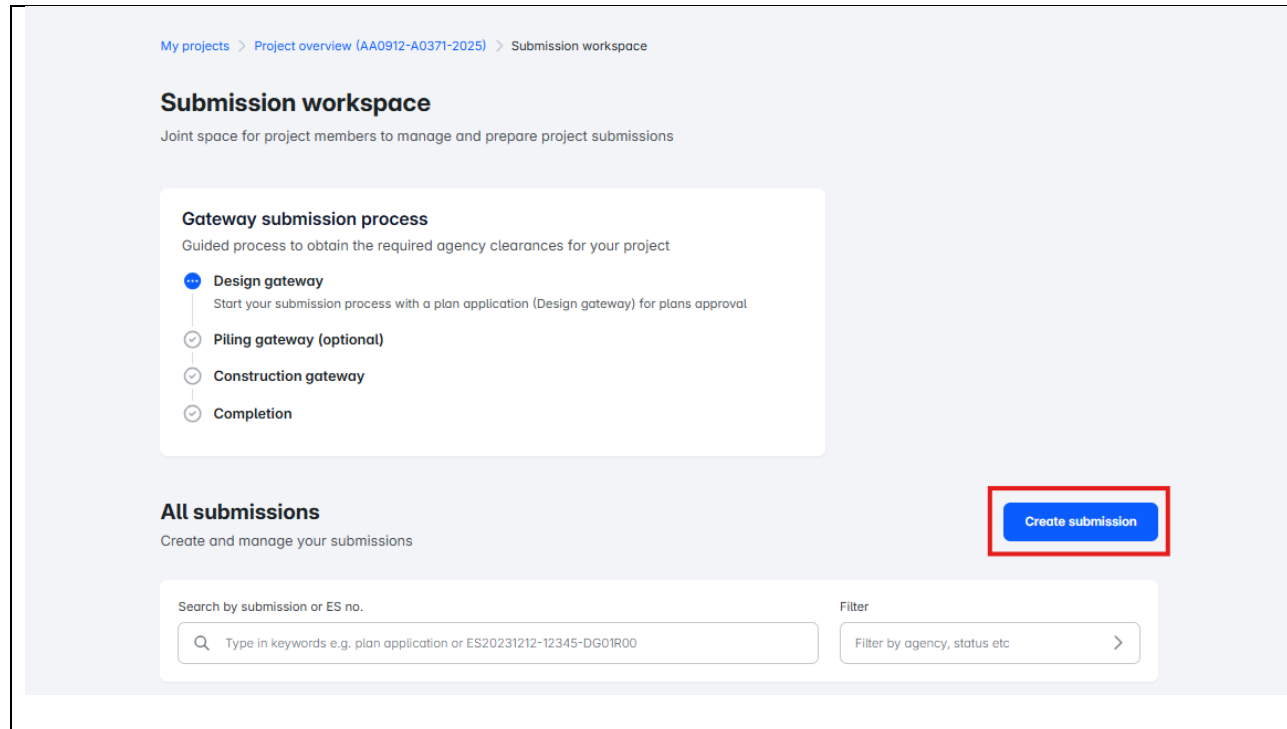 My projects > Project overview (AA0912-A0371-2025) > Submission workspace
Submission workspace
Joint space for project members to manage and prepare project submissions
Gateway submission process
Guided process to obtain the required agency clearances for your project
Design gateway
Start your submission process with a plan application (Design gateway) for plans approval
Piling gateway (optional)
Construction gateway
Completion
All submissions
Create submission
Create and manage your submissions
Search by submission or ES no.
Filter
Type in keywords e.g. plan application or ES20231212-12345-DG01R00
Filter by agency, status etc